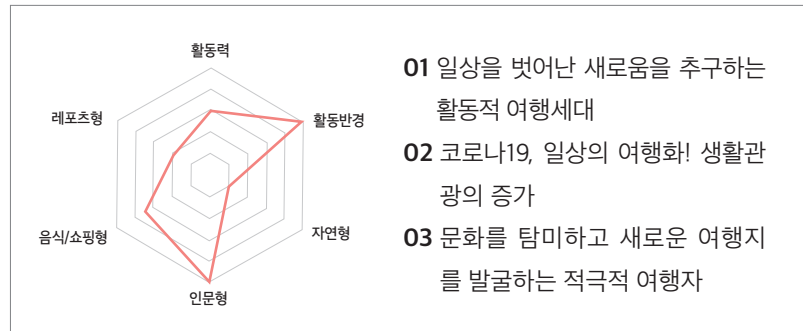 활동력
레포츠형
활동반경
음식/쇼핑형
자연형
인문형
01 일상을 벗어난 새로움을 추구하는
활동적 여행세대
02 코로나19, 일상의 여행화! 생활관
광의 증가
03 문화를 탐미하고 새로운 여행지
를 발굴하는 적극적 여행자